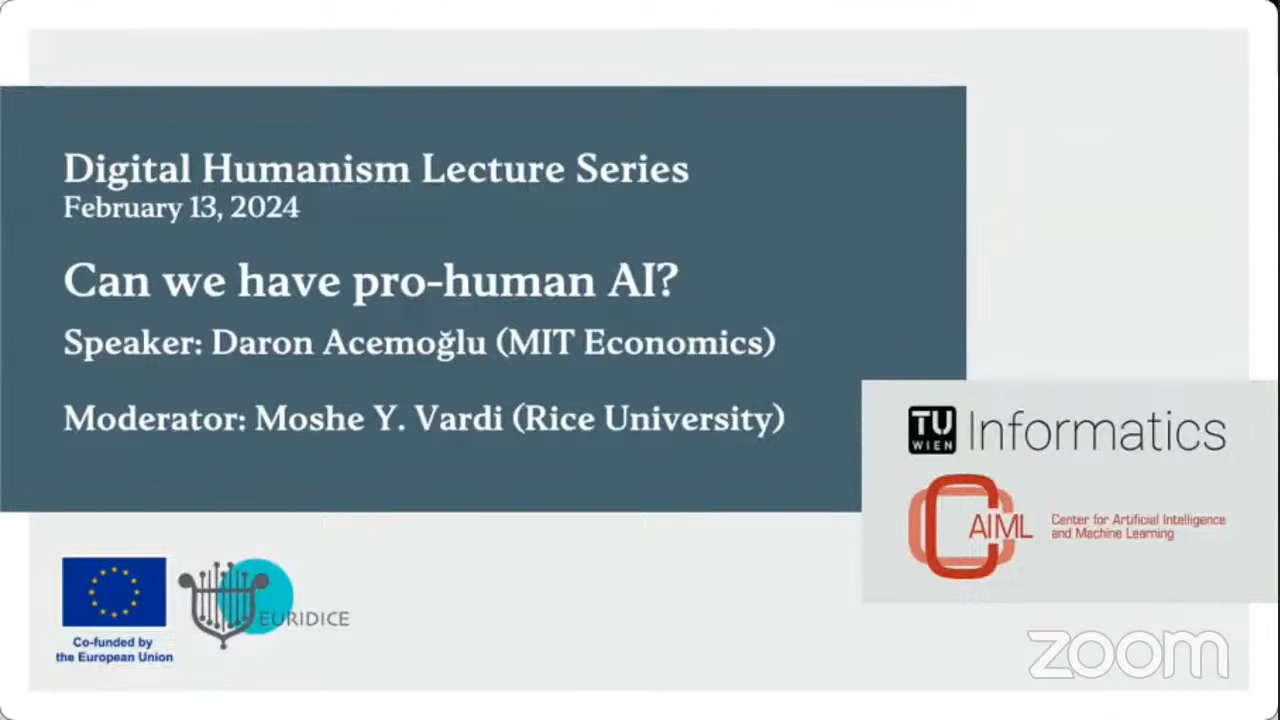 Digital Humanism Lecture Series
February 13, 2024
Can we have pro-human AI?
Speaker: Daron Acemoğlu (MIT Economics)
Moderator: Moshe Y. Vardi (Rice University)
TU
WIEN
Informatics
CAIML
Center for Artificial Intelligence
and Machine Learning
Co-funded by
the European Union
EURIDICE
zoom